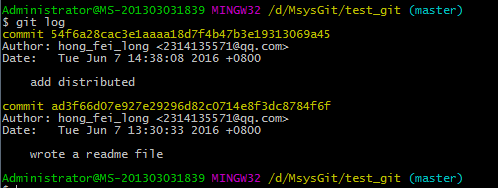 Administrator@MS-201303031839 MINGW32 /d/MsysGit/test_git (master)
$ git log
commit 54f6a28cac3e1aaaa18d7f4b47b3e19313069a45
Author: hong_fei_long <2314135571@qq.com>
Date:   Tue Jun 7 14:38:08 2016 +0800
    add distributed
commit ad3f66d07e927e29296d82c0714e8f3dc8784f6f
Author: hong_fei_long <2314135571@qq.com>
Date:   Tue Jun 7 13:30:33 2016 +0800
    wrote a readme file
Administrator@MS-201303031839 MINGW32 /d/MsysGit/test_git (master)